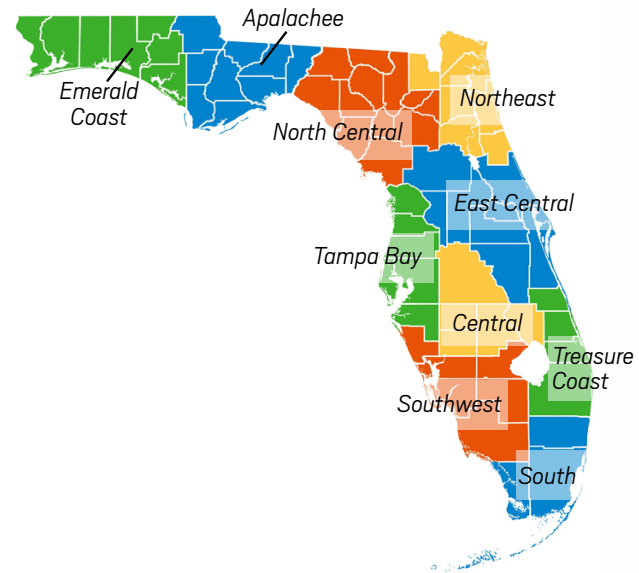 Apalachee
Emerald
Coast
Northeast
North Central
East Central
Tampa Bay
Central
Treasure
Coast
Southwest
South